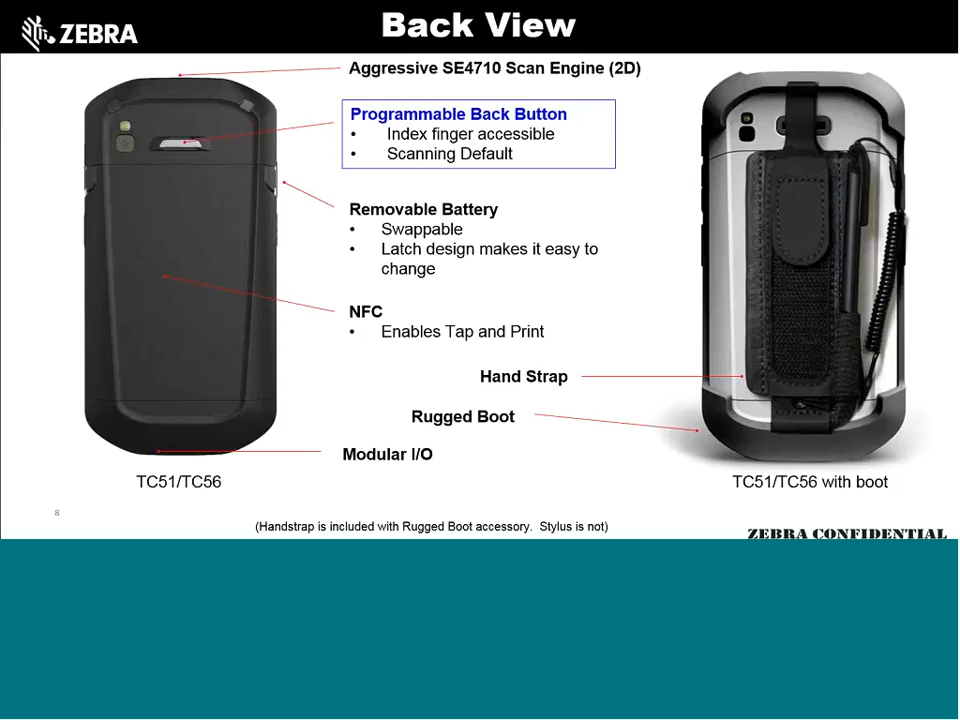 ZEBRA
Back View
Aggressive SE4710 Scan Engine (2D)
Programmable Back Button
• Index finger accessible
• Scanning Default
Removable Battery
• Swappable
• Latch design makes it easy to
change
NFC
• Enables Tap and Print
Hand Strap
Rugged Boot
Modular I/O
TC51/TC56
TC51/TC56 with boot
8
(Handstrap is included with Rugged Boot accessory. Stylus is not)
ZEBRA CONFIDENTIAL